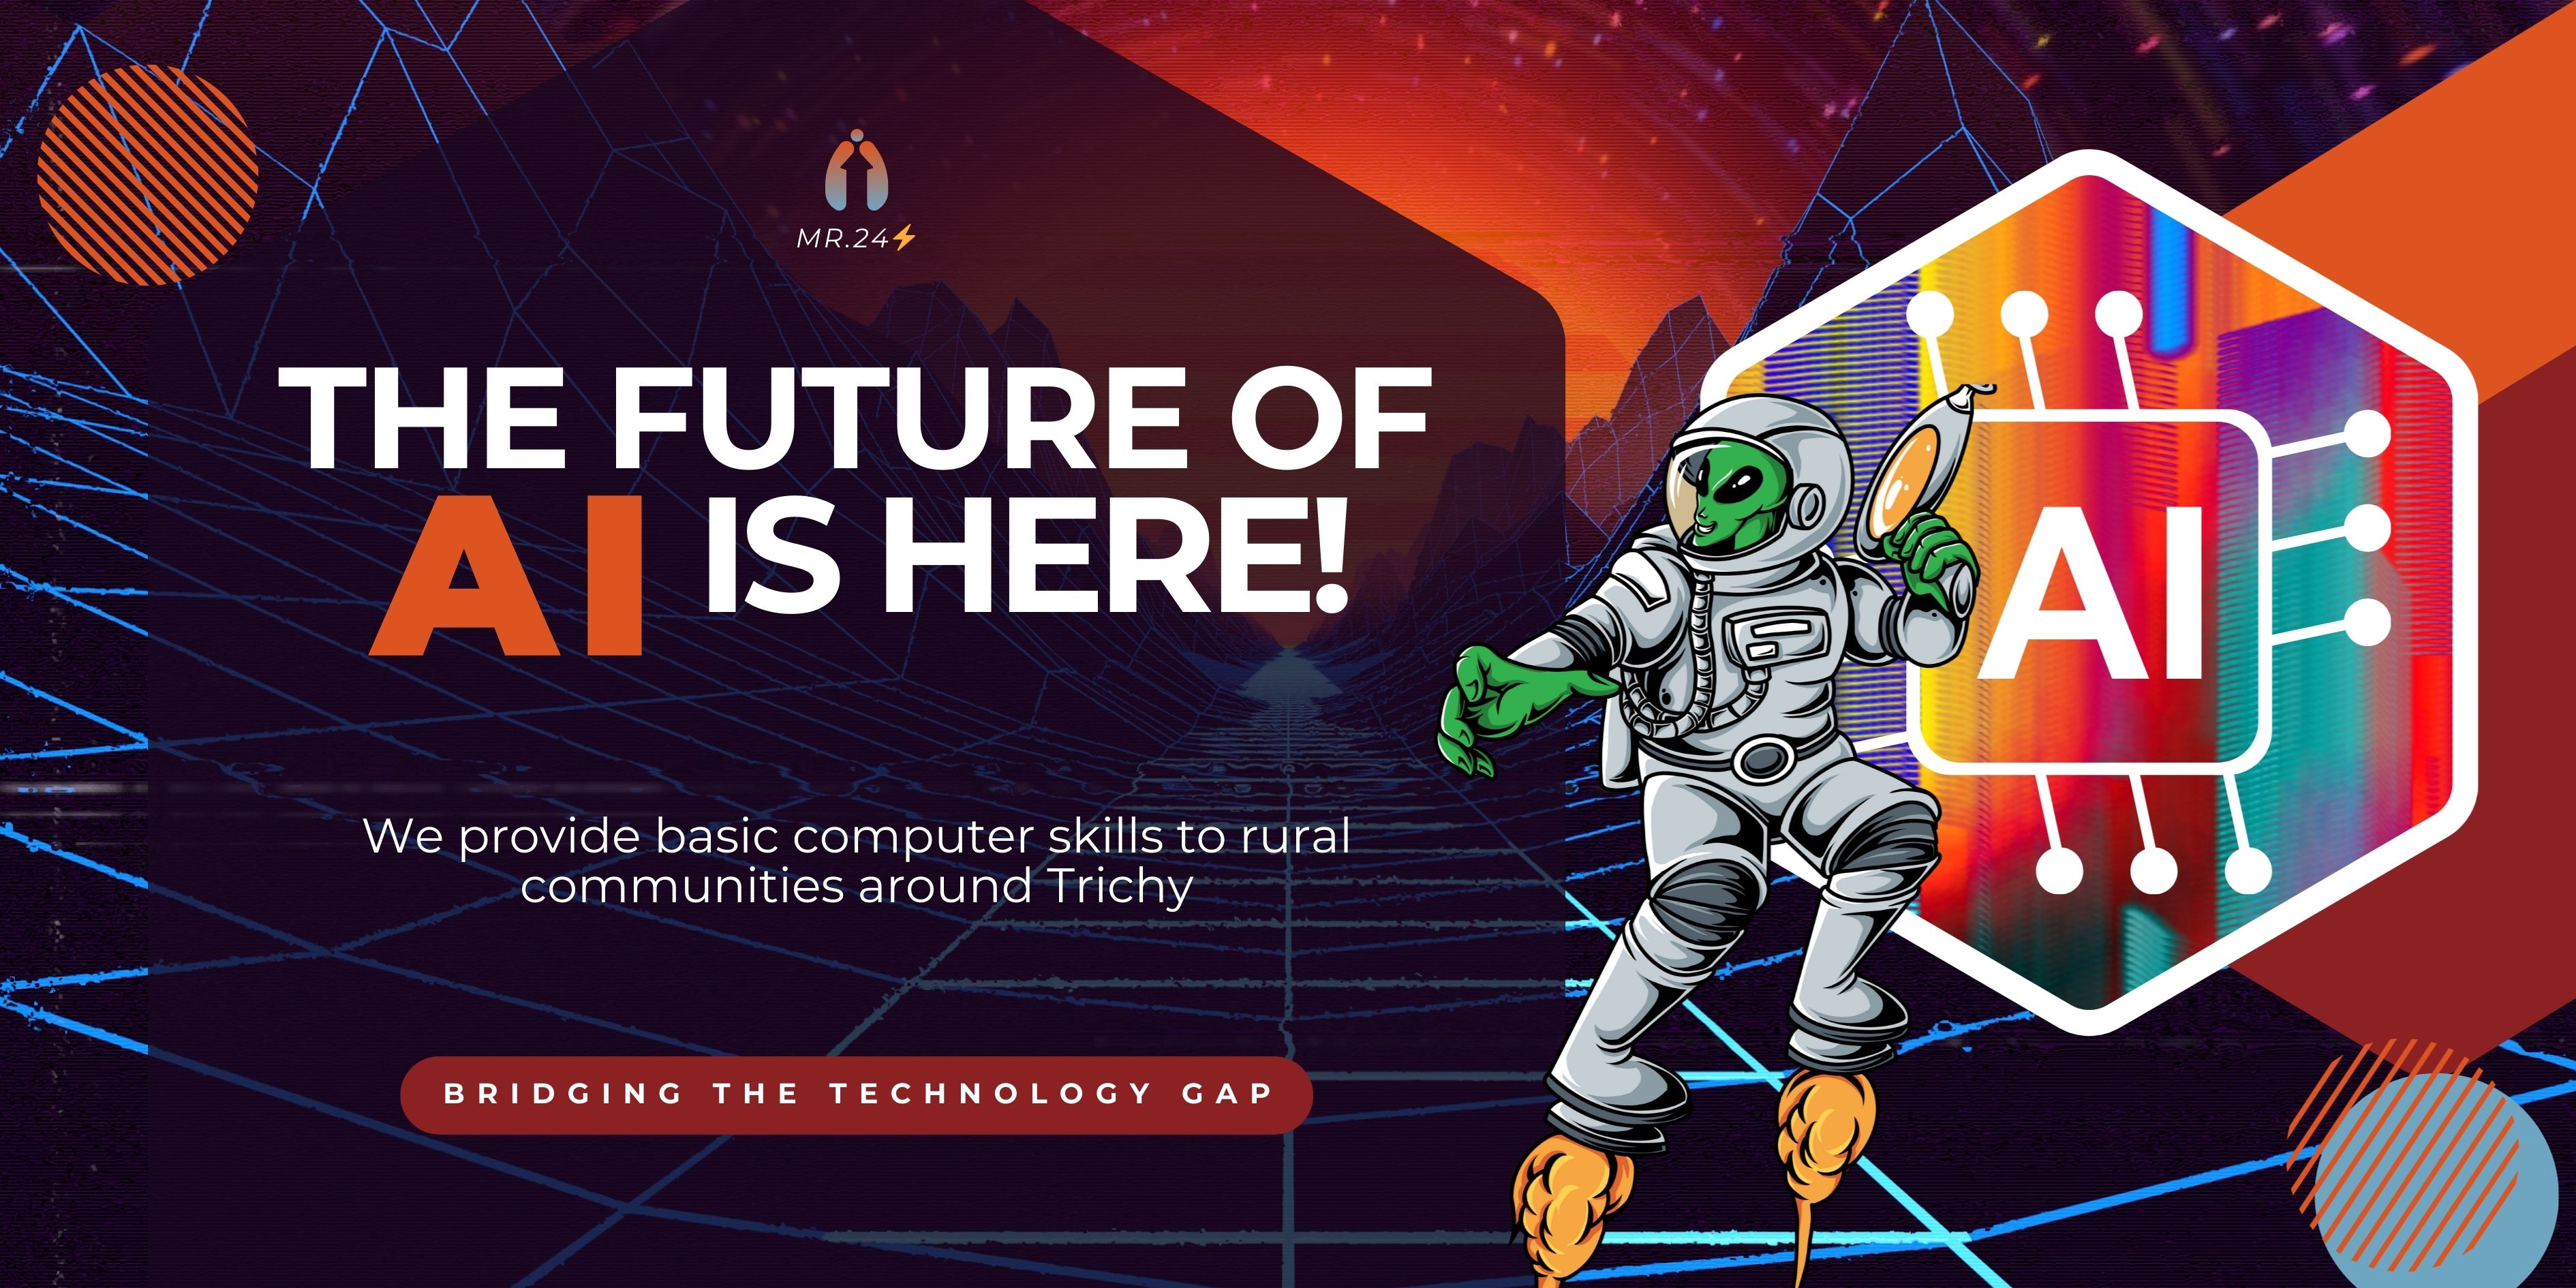 MR.24⚡
THE FUTURE OF
AI IS HERE!
We provide basic computer skills to rural
communities around Trichy
BRIDGING THE TECHNOLOGY GAP
AI